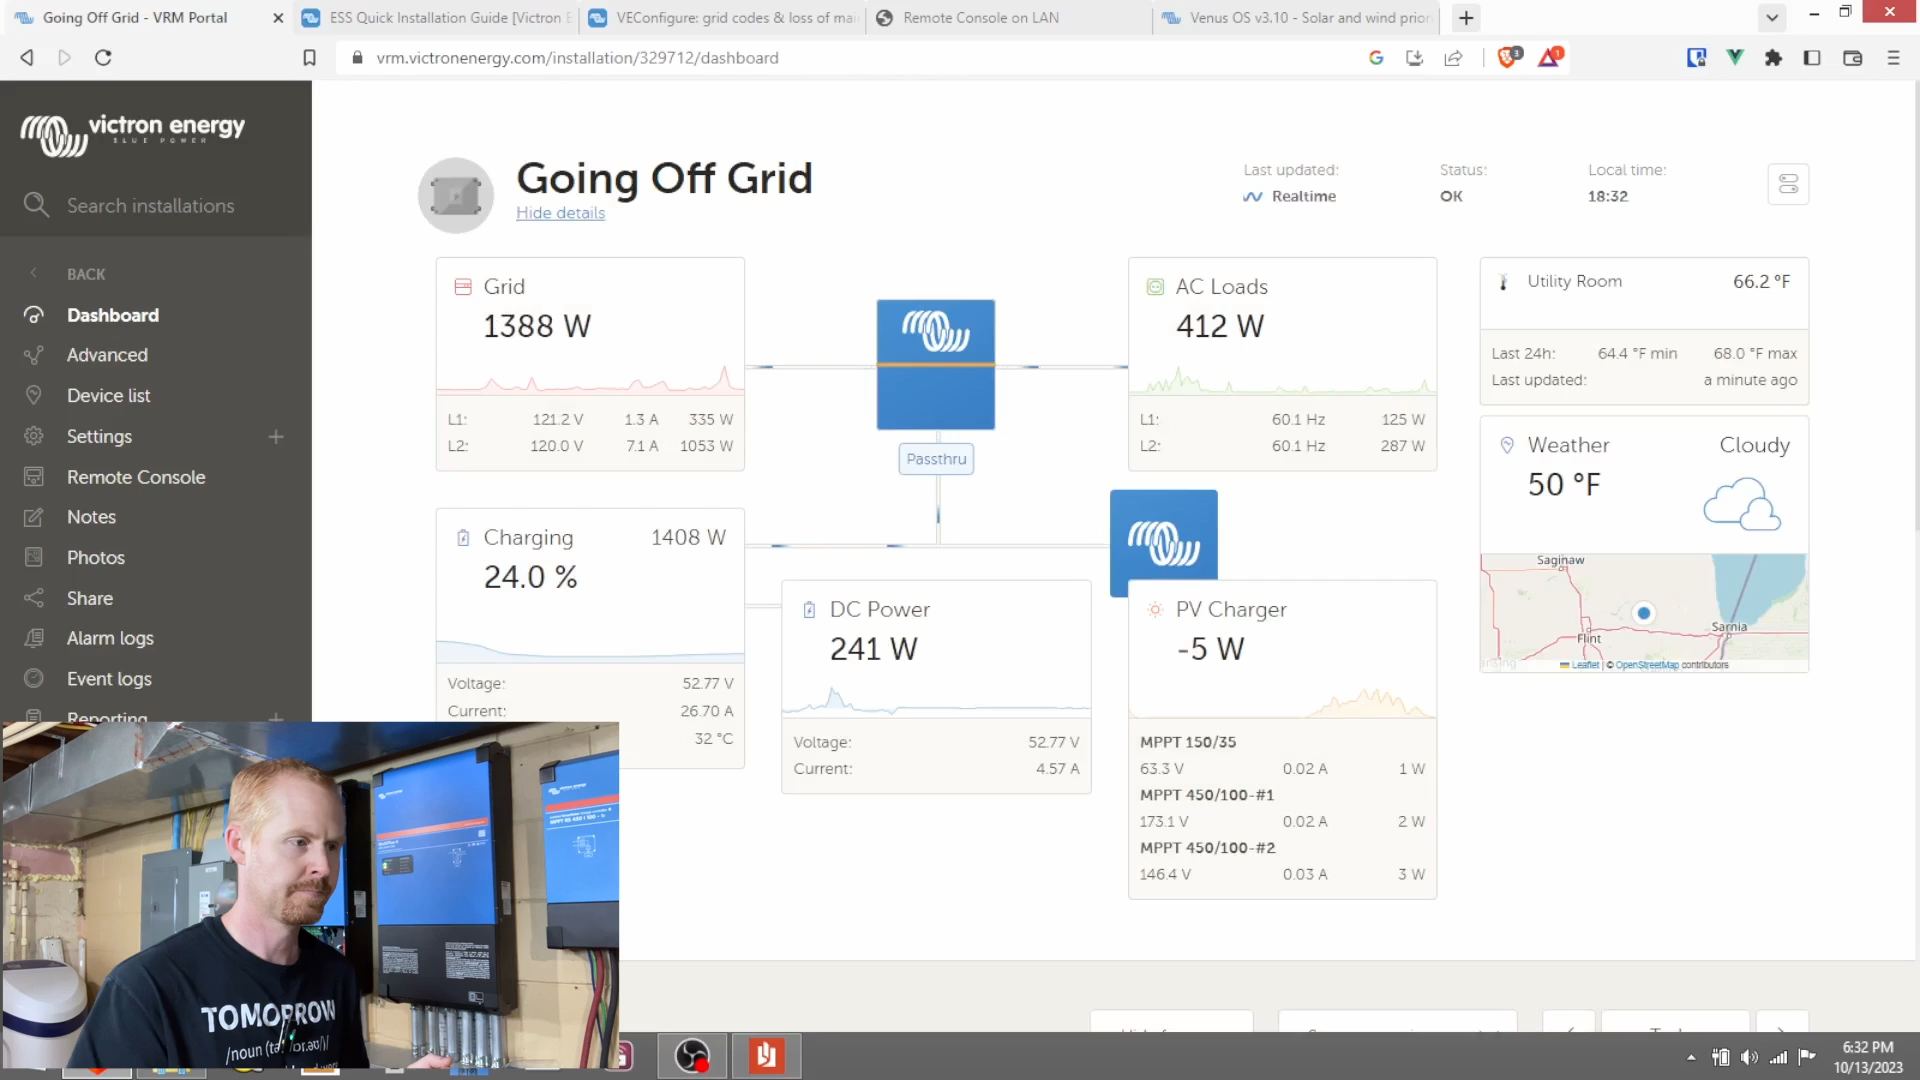 Going Off Grid - VRM Portal
ESS Quick Installation Guide [Victron E
VEConfigure: grid codes & loss of mai
Remote Console on LAN
Venus OS v3.10 - Solar and wind prior
vrm.victronenergy.com/installation/329712/dashboard
3
1
victron energy
BLUE POWER
Search installations
BACK
Dashboard
Advanced
Device list
Settings
Remote Console
Notes
Photos
Share
Alarm logs
Event logs
Reporting
Going Off Grid
Hide details
Last updated:
Realtime
Status:
OK
Local time:
18:32
Grid
1388 W
L1: 121.2 V 1.3 A 335 W
L2: 120.0 V 7.1 A 1053 W
Passthru
AC Loads
412 W
L1: 60.1 Hz 125 W
L2: 60.1 Hz 287 W
Utility Room 66.2 °F
Last 24h: 64.4 °F min 68.0 °F max
Last updated: a minute ago
Weather Cloudy
50 °F
Saginaw
Flint
Sarnia
Leaflet | © OpenStreetMap contributors
Charging 1408 W
24.0 %
Voltage: 52.77 V
Current: 26.70 A
32 °C
DC Power
241 W
Voltage: 52.77 V
Current: 4.57 A
PV Charger
-5 W
MPPT 150/35
63.3 V 0.02 A 1 W
MPPT 450/100-#1
173.1 V 0.02 A 2 W
MPPT 450/100-#2
146.4 V 0.03 A 3 W
TOMORROW
/noun
6:32 PM
10/13/2023